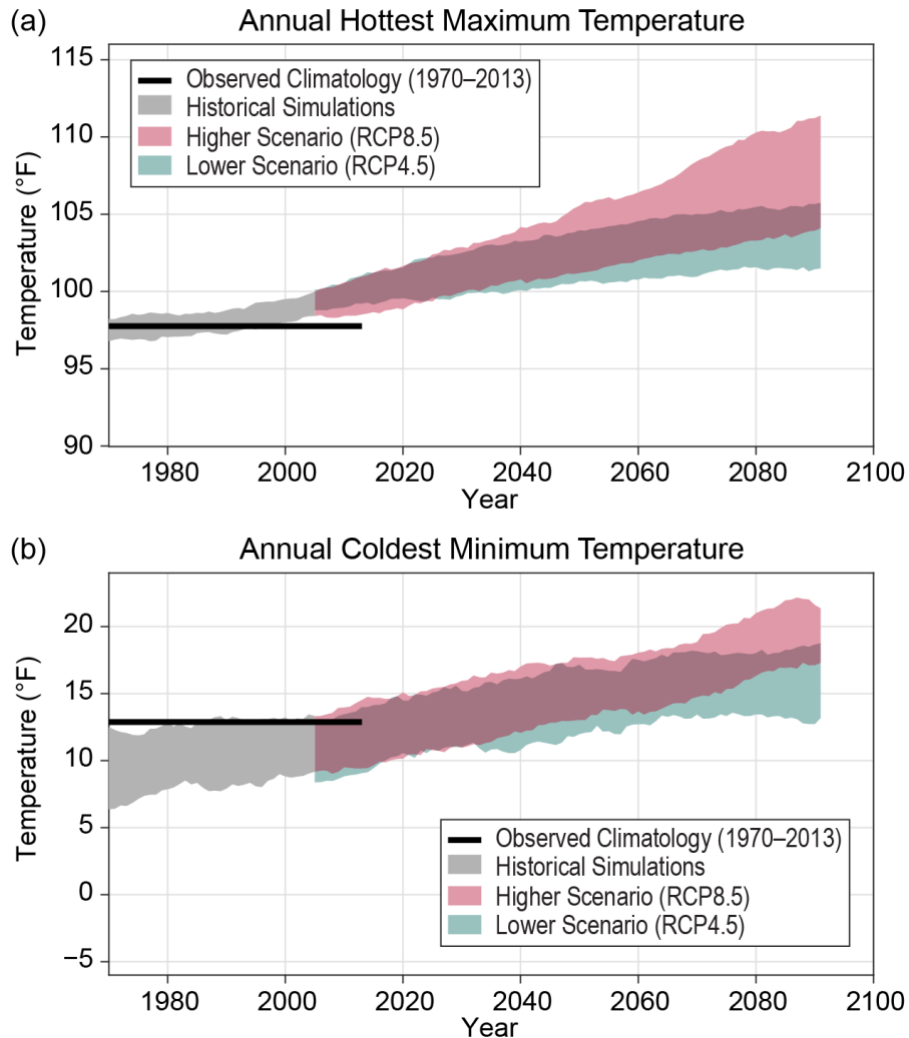 (a) Annual Hottest Maximum Temperature
115
Observed Climatology (1970–2013)
Historical Simulations
110
Higher Scenario (RCP8.5)
Lower Scenario (RCP4.5)
105
Temperature (°F)
100
95
90
1980 2000 2020 2040 2060 2080 2100
Year
(b) Annual Coldest Minimum Temperature
20
15
Temperature (°F)
10
5
Observed Climatology (1970–2013)
Historical Simulations
0
Higher Scenario (RCP8.5)
Lower Scenario (RCP4.5)
−5
1980 2000 2020 2040 2060 2080 2100
Year